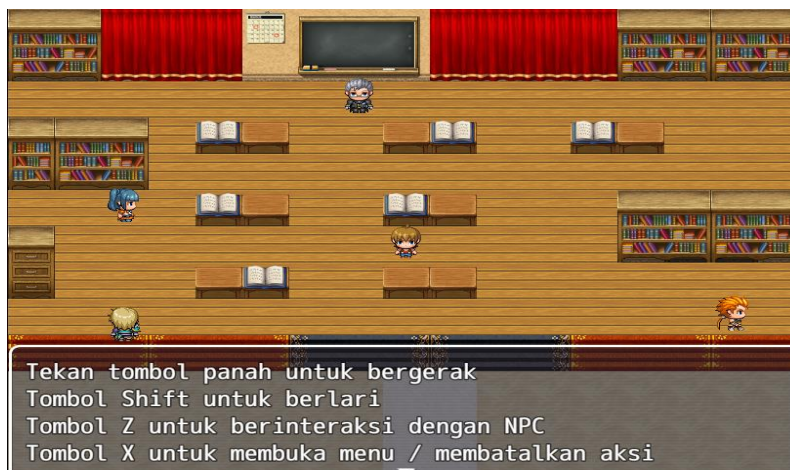 Tekan tombol panah untuk bergerak
Tombol Shift untuk berlari
Tombol Z untuk berinteraksi dengan NPC
Tombol X untuk membuka menu / membatalkan aksi